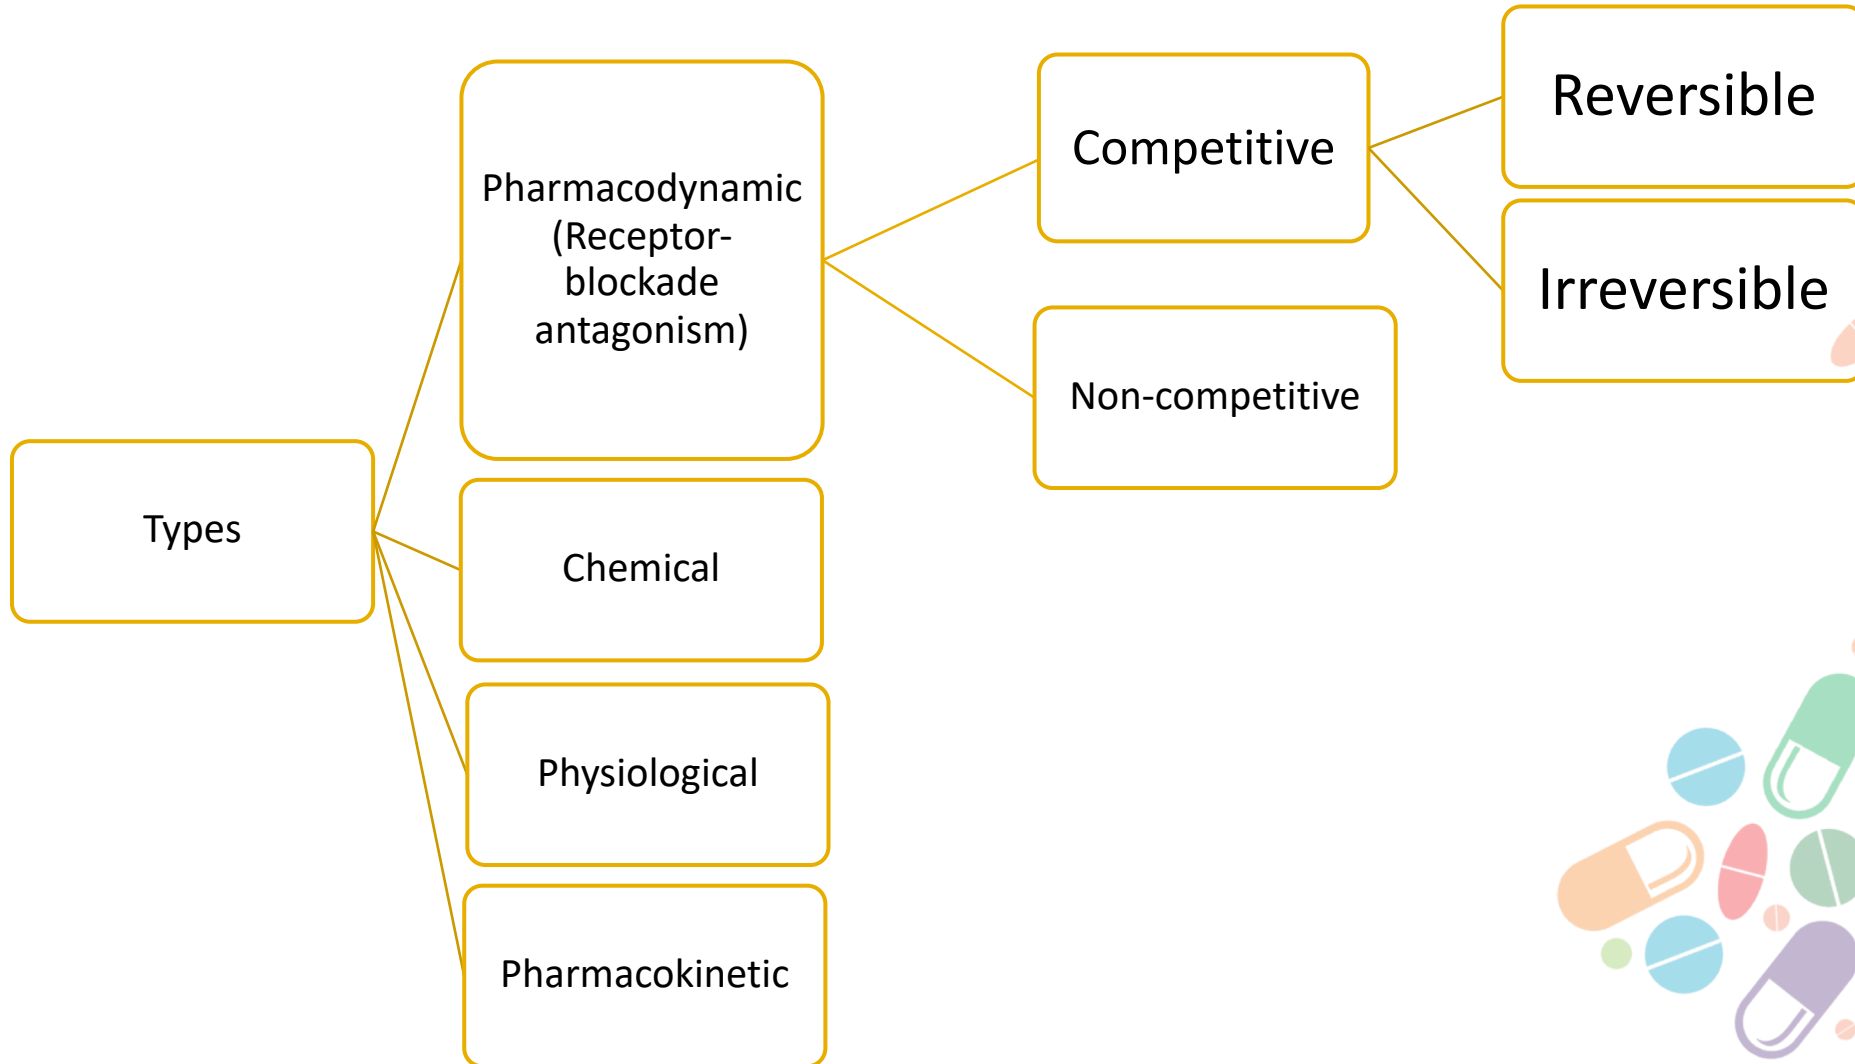 Types
Pharmacodynamic
(Receptor-
blockade
antagonism)
Chemical
Physiological
Pharmacokinetic
Competitive
Non-competitive
Reversible
Irreversible